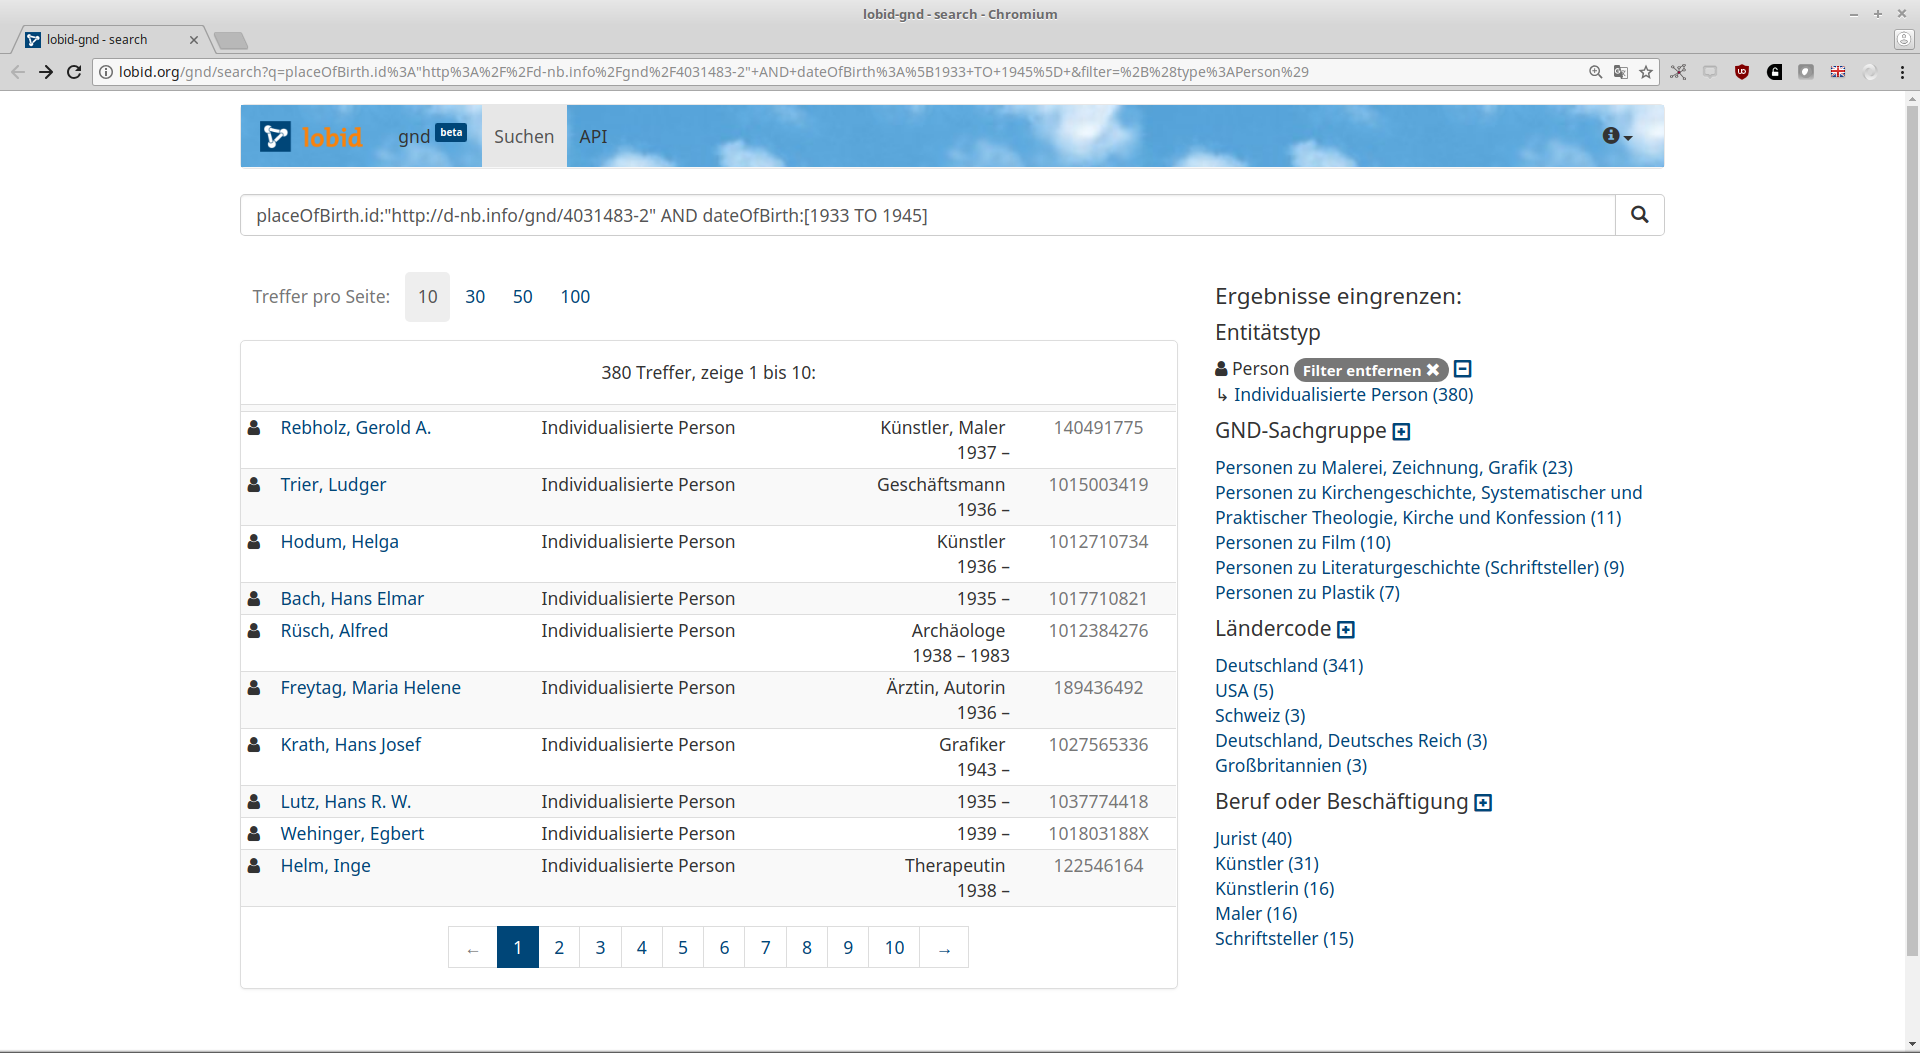 lobid-gnd - search - Chromium
lobid-gnd - search
lobid.org/gnd/search?q=placeOfBirth.id%3A"http%3A%2F%2Fd-nb.info%2Fgnd%2F4031483-2"+AND+dateOfBirth%3A%5B1933+TO+1945%5D+&filter=%2B%28type%3APerson%29
lobid gnd beta Suchen API
placeOfBirth.id:"http://d-nb.info/gnd/4031483-2" AND dateOfBirth:[1933 TO 1945]
Treffer pro Seite: 10 30 50 100
380 Treffer, zeige 1 bis 10:
Rebholz, Gerold A. Individualisierte Person Künstler, Maler 140491775
1937 –
Trier, Ludger Individualisierte Person Geschäftsmann 1015003419
1936 –
Hodum, Helga Individualisierte Person Künstler 1012710734
1936 –
Bach, Hans Elmar Individualisierte Person 1935 – 1017710821
Rüsch, Alfred Individualisierte Person Archäologe 1012384276
1938 – 1983
Freytag, Maria Helene Individualisierte Person Ärztin, Autorin 189436492
1936 –
Krath, Hans Josef Individualisierte Person Grafiker 1027565336
1943 –
Lutz, Hans R. W. Individualisierte Person 1935 – 1037774418
Wehinger, Egbert Individualisierte Person 1939 – 101803188X
Helm, Inge Individualisierte Person Therapeutin 122546164
1938 –
← 1 2 3 4 5 6 7 8 9 10 →
Ergebnisse eingrenzen:
Entitätstyp
Person Filter entfernen ✖
↳ Individualisierte Person (380)
GND-Sachgruppe
Personen zu Malerei, Zeichnung, Grafik (23)
Personen zu Kirchengeschichte, Systematischer und
Praktischer Theologie, Kirche und Konfession (11)
Personen zu Film (10)
Personen zu Literaturgeschichte (Schriftsteller) (9)
Personen zu Plastik (7)
Ländercode
Deutschland (341)
USA (5)
Schweiz (3)
Deutschland, Deutsches Reich (3)
Großbritannien (3)
Beruf oder Beschäftigung
Jurist (40)
Künstler (31)
Künstlerin (16)
Maler (16)
Schriftsteller (15)